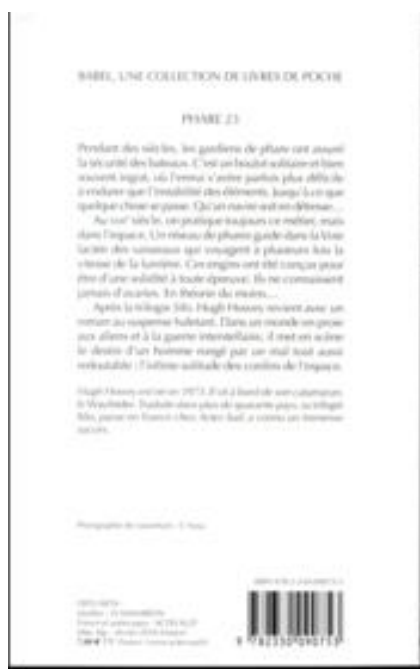 BABEL, UNE COLLECTION DE LIVRES DE POCHE
PHARE 23
Pendant des siècles, les gardiens de phare ont assuré
la sécurité des bateaux. C'est un boulot solitaire et bien
souvent ingrat, où l'ennui s'avère parfois plus difficile
à endurer que l'instabilité des éléments. Jusqu'à ce que
quelque chose se passe. Qu'un navire soit en détresse…
Au siècle, on pratique toujours ce métier, mais
dans l'espace. Un réseau de phares guide dans la Voie
lactée des vaisseaux qui voyagent à plusieurs fois la
vitesse de la lumière. Ces engins ont été conçus pour
être d'une solidité à toute épreuve. Ils ne connaissent
jamais d'avaries. En théorie du moins…
Après la trilogie Silo, Hugh Howey revient avec un
roman au suspense haletant. Dans un monde en proie
aux aliens et à la guerre interstellaire, il met en scène
le destin d'un homme rongé par un mal tout aussi
redoutable : l'infinie solitude des confins de l'espace.
Hugh Howey est né en 1975. Il vit à bord de son catamaran,
le Wayfinder. Traduite dans plus de quarante pays, sa trilogie
Silo, parue en France chez Actes Sud, a connu un immense
succès.
Photographie de couverture :
9 782330 090753